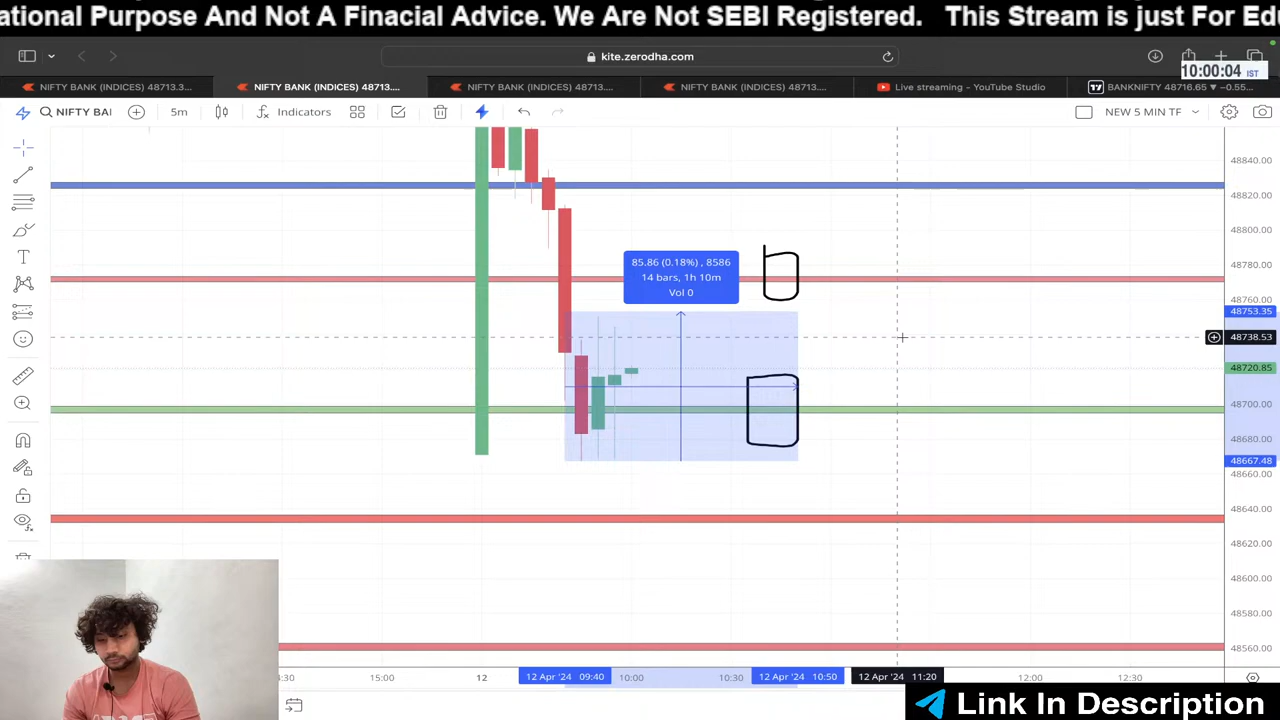 ational Purpose And Not A Finacial Advice. We Are Not SEBI Registered. This Stream is just For Ed
kite.zerodha.com
10:00:04 IST
NIFTY BANK (INDICES) 48713.3...
NIFTY BANK (INDICES) 48713....
NIFTY BANK (INDICES) 48713....
NIFTY BANK (INDICES) 48713....
Live streaming - YouTube Studio
BANKNIFTY 48716.65 ▼ −0.55...
NIFTY BAI
5m
Indicators
NEW 5 MIN TF
48840.00
48820.00
48800.00
48780.00
48760.00
48753.35
48738.53
48720.85
48700.00
48680.00
48667.48
48660.00
48640.00
48620.00
48600.00
48580.00
48560.00
85.86 (0.18%) , 8586
14 bars, 1h 10m
Vol 0
:30
15:00
12
12 Apr '24 09:40
10:00
10:30
12 Apr '24 10:50
12 Apr '24 11:20
12:00
12:30
Link In Description